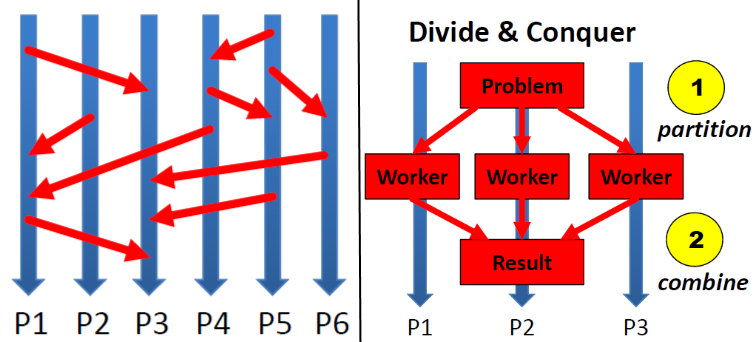 P1 P2 P3 P4 P5 P6
Divide & Conquer
Problem
1
partition
Worker Worker Worker
2
Result
combine
P1 P2 P3